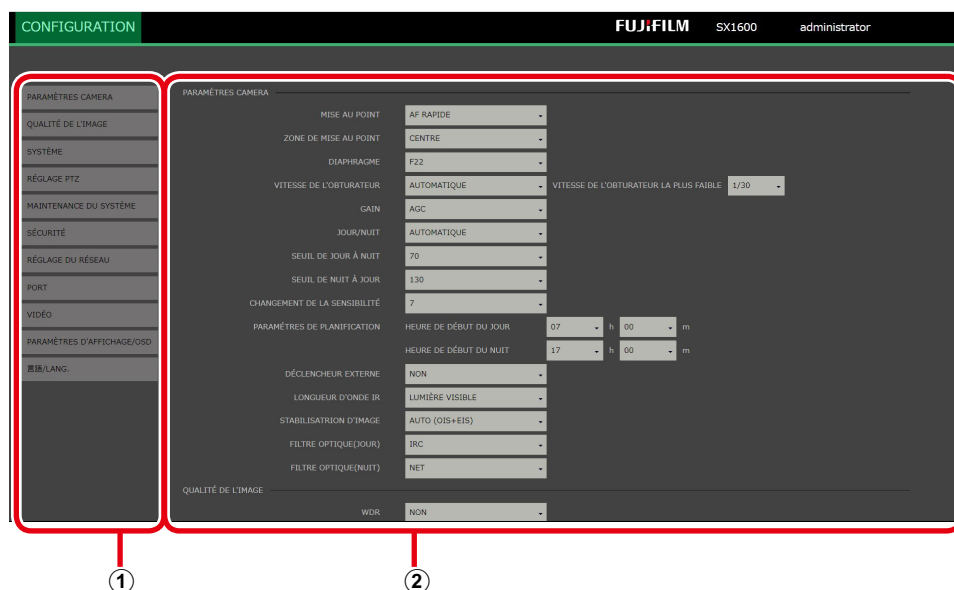 CONFIGURATION FUJIFILM SX1600 administrator
PARAMÈTRES CAMERA
QUALITÉ DE L'IMAGE
SYSTÈME
RÉGLAGE PTZ
MAINTENANCE DU SYSTÈME
SÉCURITÉ
RÉGLAGE DU RÉSEAU
PORT
VIDÉO
PARAMÈTRES D'AFFICHAGE/OSD
言語/LANG.
PARAMÈTRES CAMERA
MISE AU POINT AF RAPIDE
ZONE DE MISE AU POINT CENTRE
DIAPHRAGME F22
VITESSE DE L'OBTURATEUR AUTOMATIQUE VITESSE DE L'OBTURATEUR LA PLUS FAIBLE 1/30
GAIN AGC
JOUR/NUIT AUTOMATIQUE
SEUIL DE JOUR À NUIT 70
SEUIL DE NUIT À JOUR 130
CHANGEMENT DE LA SENSIBILITÉ 7
PARAMÉTRES DE PLANIFICATION HEURE DE DÉBUT DU JOUR 07 h 00 m
HEURE DE DÉBUT DU NUIT 17 h 00 m
DÉCLENCHEUR EXTERNE NON
LONGUEUR D'ONDE IR LUMIÈRE VISIBLE
STABILISATRION D'IMAGE AUTO (OIS+EIS)
FILTRE OPTIQUE(JOUR) IRC
FILTRE OPTIQUE(NUIT) NET
QUALITÉ DE L'IMAGE
WDR NON
1 2